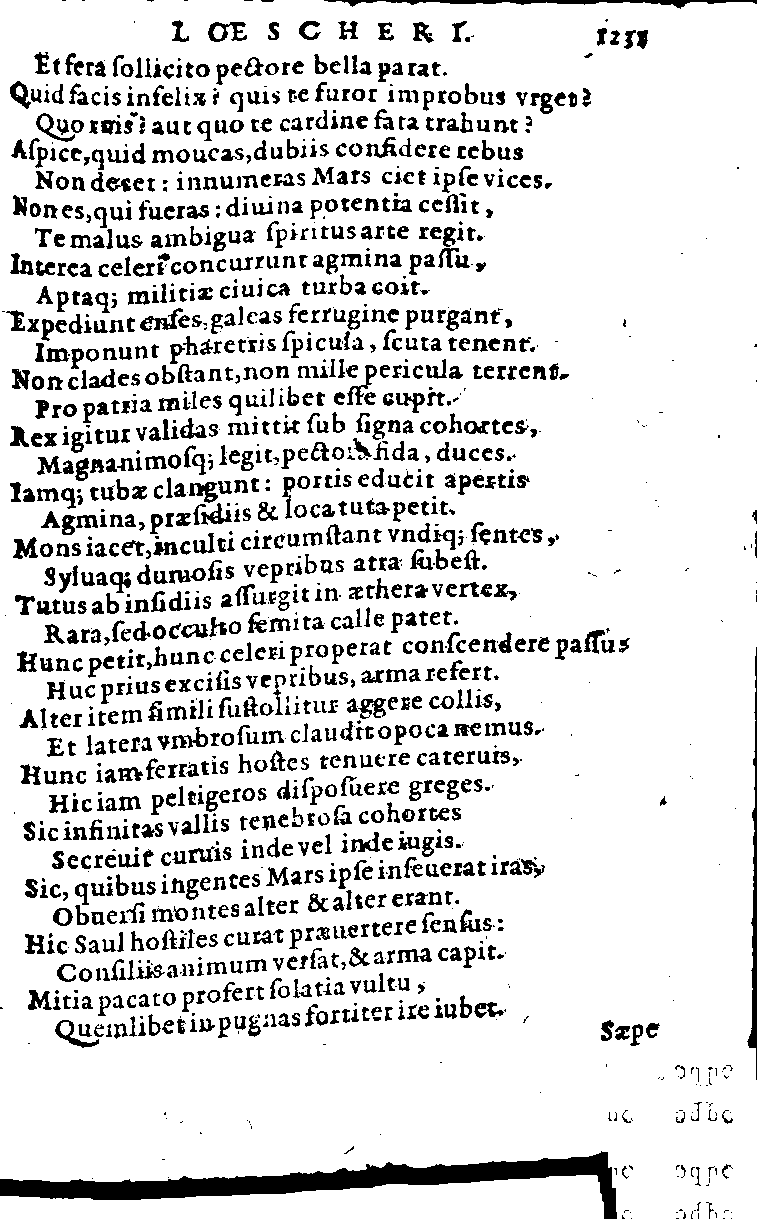 LOESCHERI.
Et fera ſollicito pectore bella parat.
Quid facis infelix? quis te furor improbus vrget?
Quo ruis? aut quo te cardine fata trahunt?
Aſpice, quid moueas, dubiis confidere rebus
Non decet: innumeras Mars ciet ipſe vices.
Non es, qui fueras: diuina potentia ceſſit,
Te malus ambigua ſpiritus arte regit.
Interea celeri concurrunt agmina paſſu,
Aptaq; militiæ ciuica turba coit.
Expediunt enſes, galeas ferrugine purgant,
Imponunt pharetris ſpicula, ſcuta tenent.
Non clades obſtant, non mille pericula terrent.
Pro patria miles quilibet eſſe cupit.
Rex igitur validas mittit ſub ſigna cohortes,
Magnanimoſq; legit, pectora fida, duces.
Iamq; tubæ clangunt: portis educit apertis
Agmina, præſidiis & loca tuta petit.
Mons iacet, inculti circumſtant vndiq; ſentes,
Syluaq; dumoſis vepribus atra ſubeſt.
Tutus ab inſidiis aſſurgit in æthera vertex,
Rara, ſed occulto ſemita calle patet.
Hunc petit, hunc celeri properat conſcendere paſſu:
Huc prius exciſis vepribus, arma refert.
Alter item ſimili ſuſtollitur aggere collis,
Et latera vmbroſum claudit opoca nemus.
Hunc iam ferratis hoſtes tenuere cateruis,
Hic iam peltigeros diſpoſuere greges.
Sic infinitas vallis tenebroſa cohortes
Secreuit curuis inde vel inde iugis.
Sic, quibus ingentes Mars ipſe inſeuerat iras,
Obuerſi montes alter & alter erant.
Hic Saul hoſtiles curat præuertere ſenſus:
Conſiliis animum verſat, & arma capit.
Mitia pacato profert ſolatia vultu,
Quemlibet in pugnas fortiter ire iubet.
Sæpe